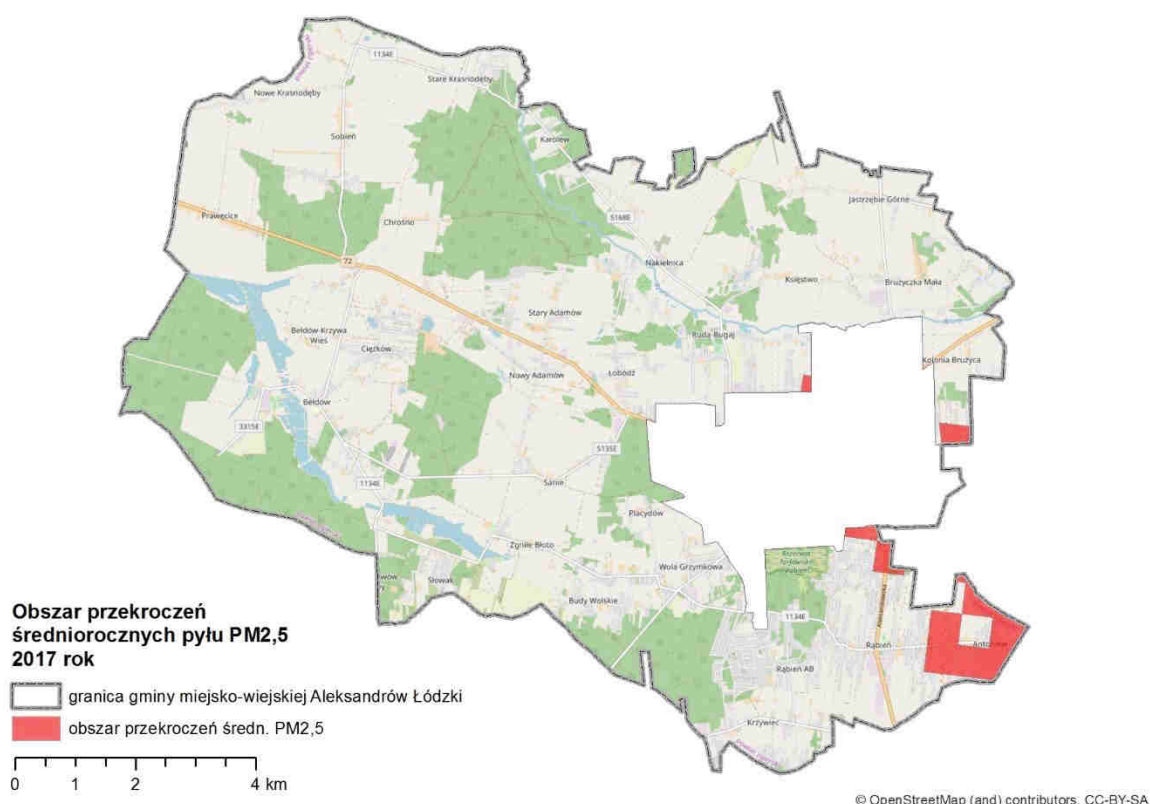 1134E
Stare Krasnodęby
Nowe Krasnodęby
Sobień
Karolew
Jastrzębie Górne
Prawęcice
Chrośno
5168E
72
Nakielnica
Księstwo
Brużyczka Mała
Stary Adamów
Bełdów-Krzywa
Wieś
Ciężków
Ruda-Bugaj
Kolonia Brużyca
Nowy Adamów
Łobódź
Bełdów
3315E
5135E
1134E
Sanie
Placydów
Zgniłe Błoto
Wola Grzymkowa
Słowak
Budy Wolskie
1134E
Rąbień
Rąbień AB
Krzywiec
Obszar przekroczeń
średniorocznych pyłu PM2,5
2017 rok
granica gminy miejsko-wiejskiej Aleksandrów Łódzki
obszar przekroczeń średn. PM2,5
0 1 2 4 km
© OpenStreetMap (and) contributors, CC-BY-SA